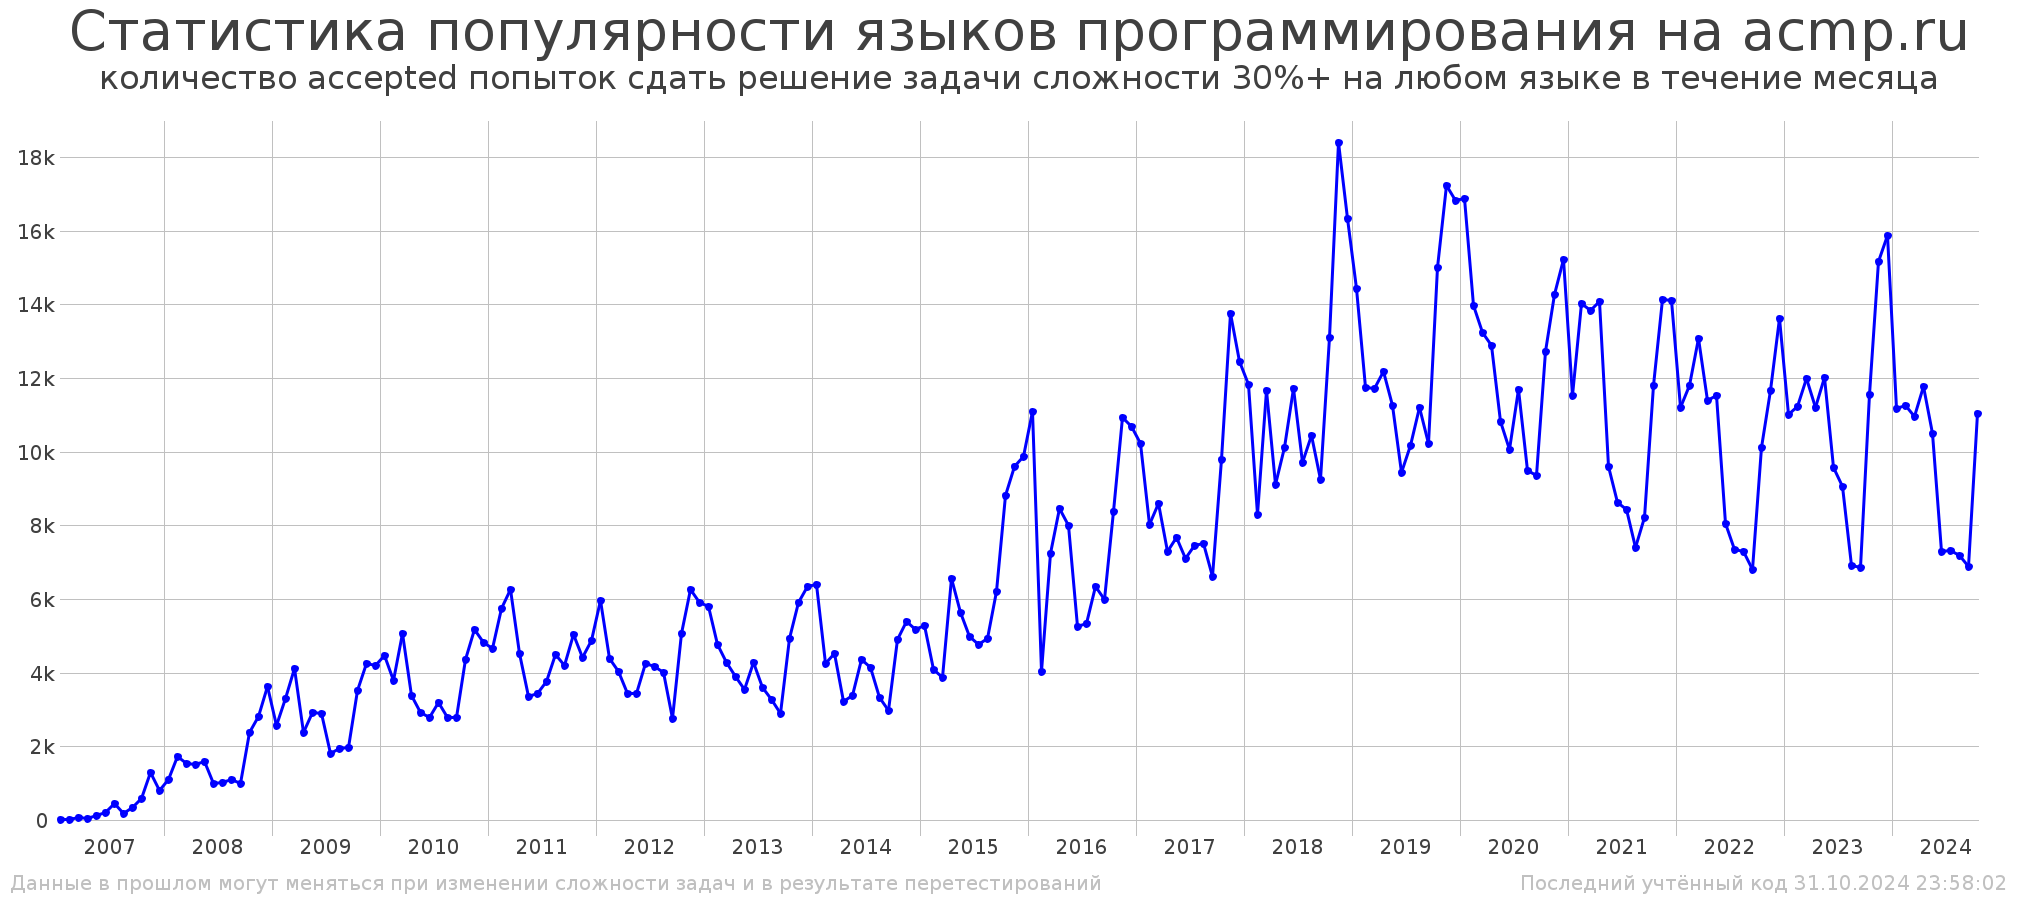 Статистика популярности языков программирования на acmp.ru
количество accepted попыток сдать решение задачи сложности 30%+ на любом языке в течение месяца
18k
16k
14k
12k
10k
8k
6k
4k
2k
0
2007 2008 2009 2010 2011 2012 2013 2014 2015 2016 2017 2018 2019 2020 2021 2022 2023 2024
Данные в прошлом могут меняться при изменении сложности задач и в результате перетестирований
Последний учтённый код 31.10.2024 23:58:02